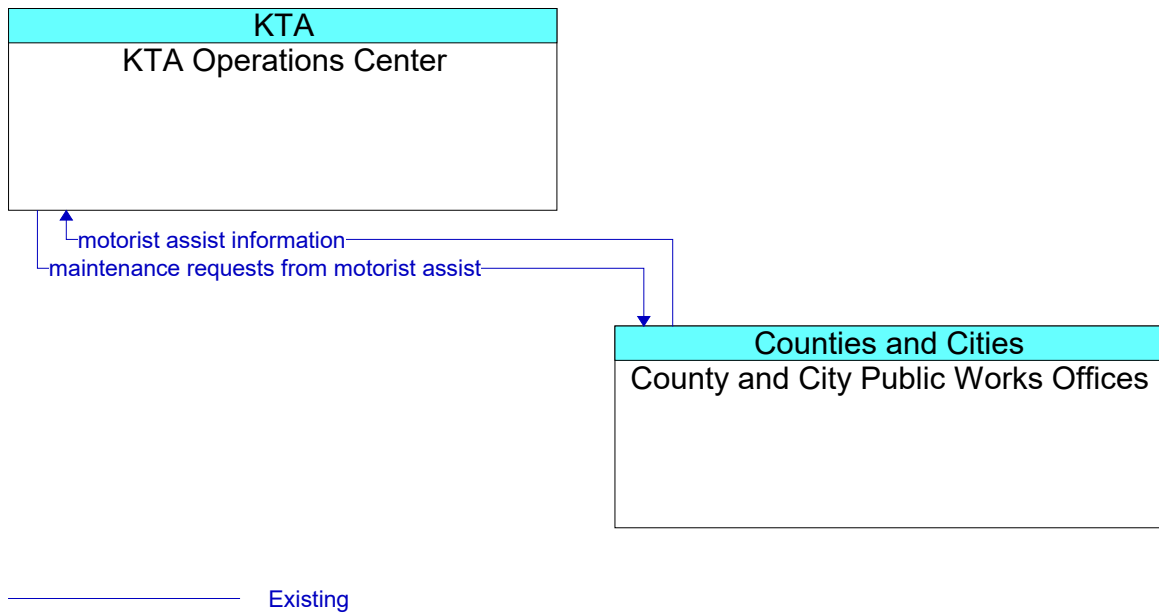 KTA
KTA Operations Center
motorist assist information
maintenance requests from motorist assist
Counties and Cities
County and City Public Works Offices
Existing